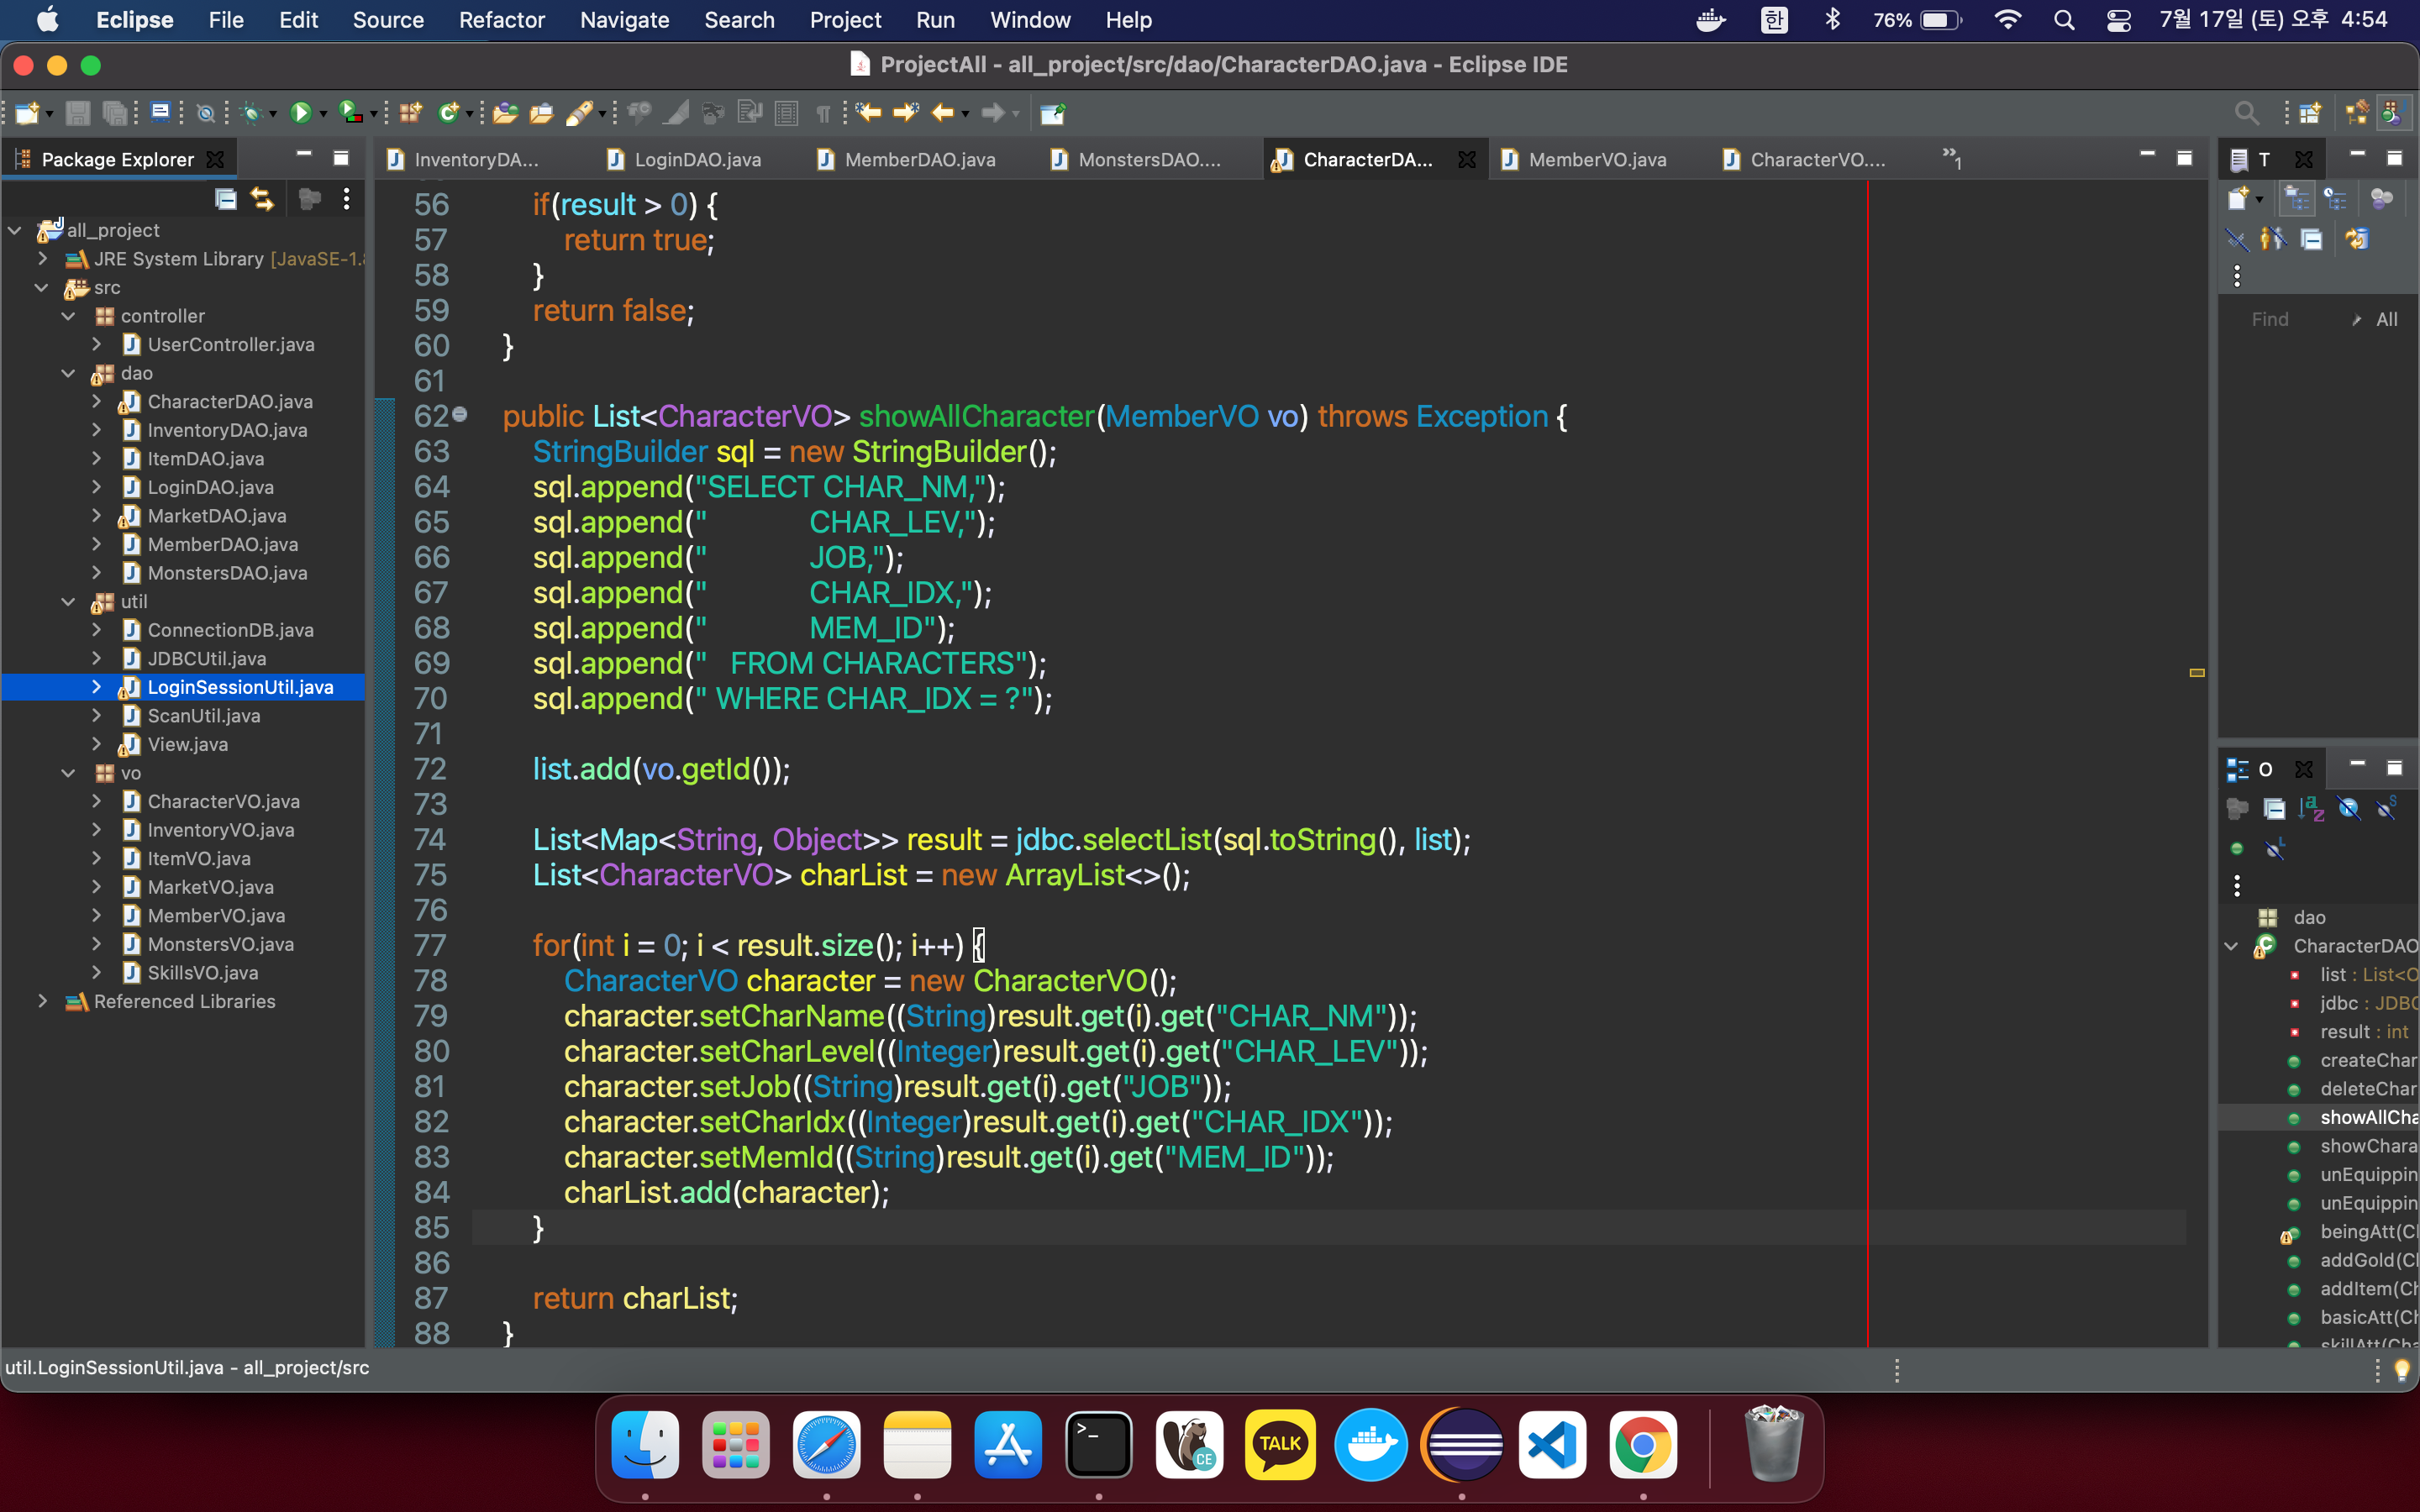 Eclipse File Edit Source Refactor Navigate Search Project Run Window Help 한 76% 7월 17일 (토) 오후 4:54
ProjectAll - all_project/src/dao/CharacterDAO.java - Eclipse IDE
Package Explorer
InventoryDA... LoginDAO.java MemberDAO.java MonstersDAO.... CharacterDA... MemberVO.java CharacterVO.... »1
T
Find All
all_project
JRE System Library [JavaSE-1.8
src
controller
UserController.java
dao
CharacterDAO.java
InventoryDAO.java
ItemDAO.java
LoginDAO.java
MarketDAO.java
MemberDAO.java
MonstersDAO.java
util
ConnectionDB.java
JDBCUtil.java
LoginSessionUtil.java
ScanUtil.java
View.java
vo
CharacterVO.java
InventoryVO.java
ItemVO.java
MarketVO.java
MemberVO.java
MonstersVO.java
SkillsVO.java
Referenced Libraries
56 if(result > 0) {
57 return true;
58 }
59 return false;
60 }
61
62 public List<CharacterVO> showAllCharacter(MemberVO vo) throws Exception {
63 StringBuilder sql = new StringBuilder();
64 sql.append("SELECT CHAR_NM,");
65 sql.append("             CHAR_LEV,");
66 sql.append("             JOB,");
67 sql.append("             CHAR_IDX,");
68 sql.append("             MEM_ID");
69 sql.append("   FROM CHARACTERS");
70 sql.append(" WHERE CHAR_IDX = ?");
71
72 list.add(vo.getId());
73
74 List<Map<String, Object>> result = jdbc.selectList(sql.toString(), list);
75 List<CharacterVO> charList = new ArrayList<>();
76
77 for(int i = 0; i < result.size(); i++) {
78 CharacterVO character = new CharacterVO();
79 character.setCharName((String)result.get(i).get("CHAR_NM"));
80 character.setCharLevel((Integer)result.get(i).get("CHAR_LEV"));
81 character.setJob((String)result.get(i).get("JOB"));
82 character.setCharIdx((Integer)result.get(i).get("CHAR_IDX"));
83 character.setMemId((String)result.get(i).get("MEM_ID"));
84 charList.add(character);
85 }
86
87 return charList;
88 }
O
dao
CharacterDAO
list : List<O
jdbc : JDBC
result : int
createChar
deleteChar
showAllCha
showChara
unEquippin
unEquippin
beingAtt(Cl
addGold(Cl
addItem(Ch
basicAtt(Ch
skillAtt(Cha
util.LoginSessionUtil.java - all_project/src
>_
CE
TALK